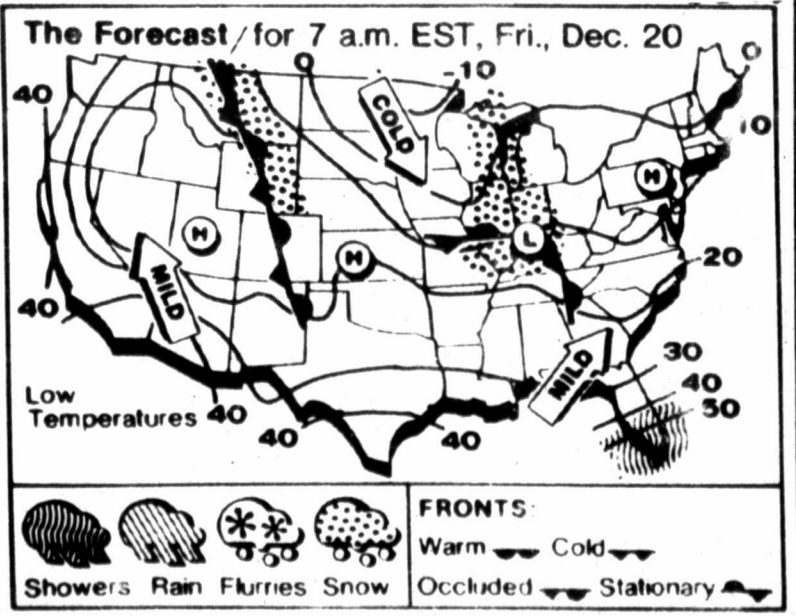 The Forecast/for 7 a.m. EST, Fri., Dec. 20
0
-10
0
40
COLD
10
H
H
L
H
MILD
20
40
MILD
30
40
50
Low
Temperatures
40
40
40
FRONTS:
Warm Cold
Showers Rain Flurries Snow
Occluded Stationary